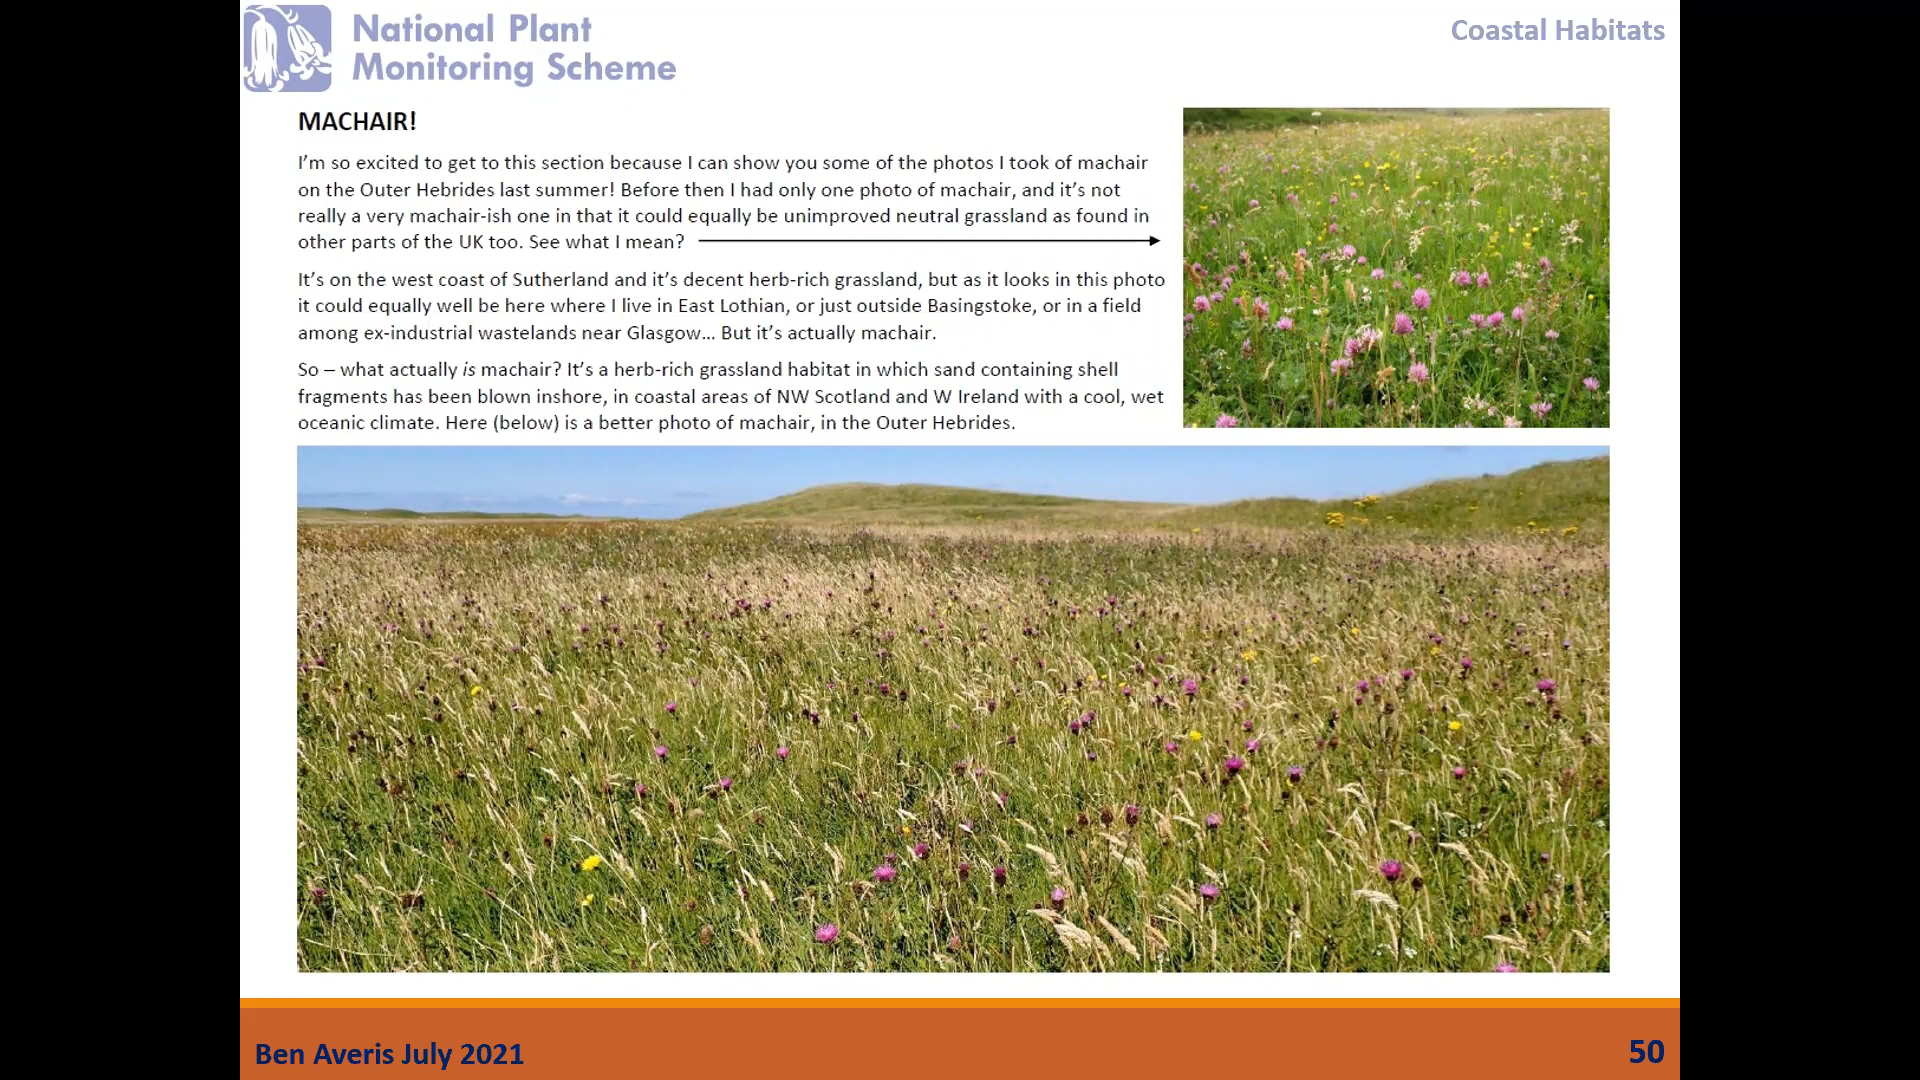 National Plant
Monitoring Scheme
Coastal Habitats
MACHAIR!
I'm so excited to get to this section because I can show you some of the photos I took of machair
on the Outer Hebrides last summer! Before then I had only one photo of machair, and it's not
really a very machair-ish one in that it could equally be unimproved neutral grassland as found in
other parts of the UK too. See what I mean?
It's on the west coast of Sutherland and it's decent herb-rich grassland, but as it looks in this photo
it could equally well be here where I live in East Lothian, or just outside Basingstoke, or in a field
among ex-industrial wastelands near Glasgow... But it's actually machair.
So – what actually is machair? It's a herb-rich grassland habitat in which sand containing shell
fragments has been blown inshore, in coastal areas of NW Scotland and W Ireland with a cool, wet
oceanic climate. Here (below) is a better photo of machair, in the Outer Hebrides.
Ben Averis July 2021
50